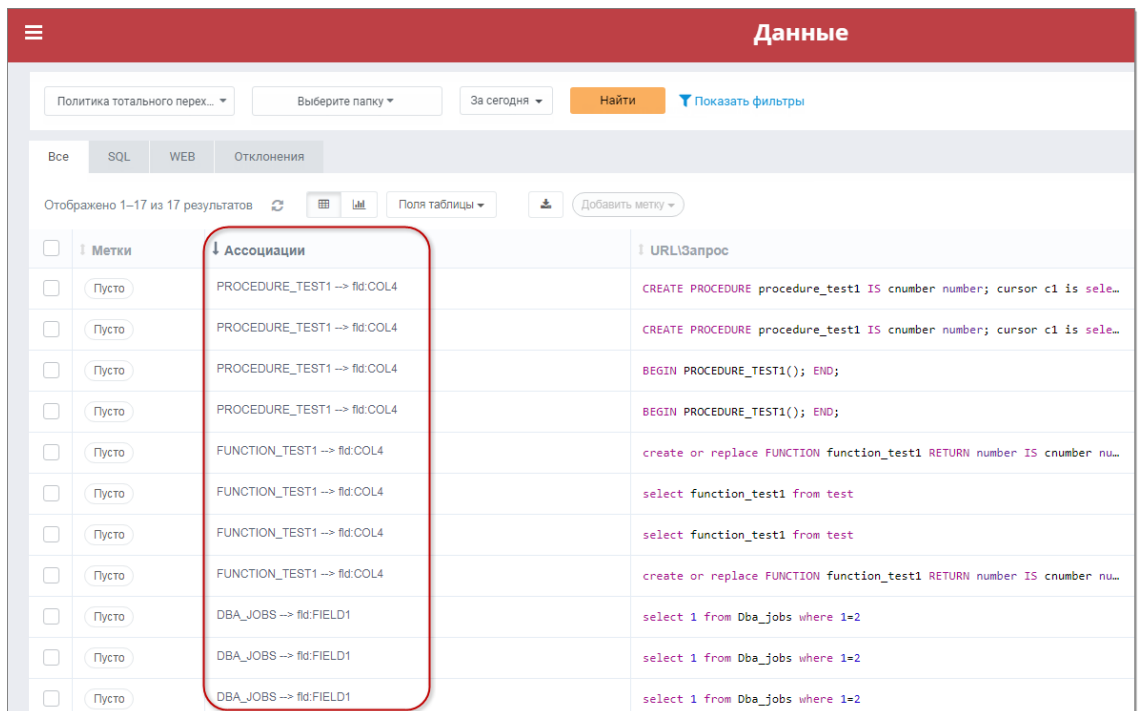 Данные
Политика тотального перех... Выберите папку За сегодня Найти Показать фильтры
Все SQL WEB Отклонения
Отображено 1–17 из 17 результатов Поля таблицы Добавить метку
Метки Ассоциации URL\Запрос
Пусто PROCEDURE_TEST1 --> fld:COL4 CREATE PROCEDURE procedure_test1 IS cnumber number; cursor c1 is sele…
Пусто PROCEDURE_TEST1 --> fld:COL4 CREATE PROCEDURE procedure_test1 IS cnumber number; cursor c1 is sele…
Пусто PROCEDURE_TEST1 --> fld:COL4 BEGIN PROCEDURE_TEST1(); END;
Пусто PROCEDURE_TEST1 --> fld:COL4 BEGIN PROCEDURE_TEST1(); END;
Пусто FUNCTION_TEST1 --> fld:COL4 create or replace FUNCTION function_test1 RETURN number IS cnumber nu…
Пусто FUNCTION_TEST1 --> fld:COL4 select function_test1 from test
Пусто FUNCTION_TEST1 --> fld:COL4 select function_test1 from test
Пусто FUNCTION_TEST1 --> fld:COL4 create or replace FUNCTION function_test1 RETURN number IS cnumber nu…
Пусто DBA_JOBS --> fld:FIELD1 select 1 from Dba_jobs where 1=2
Пусто DBA_JOBS --> fld:FIELD1 select 1 from Dba_jobs where 1=2
Пусто DBA_JOBS --> fld:FIELD1 select 1 from Dba_jobs where 1=2